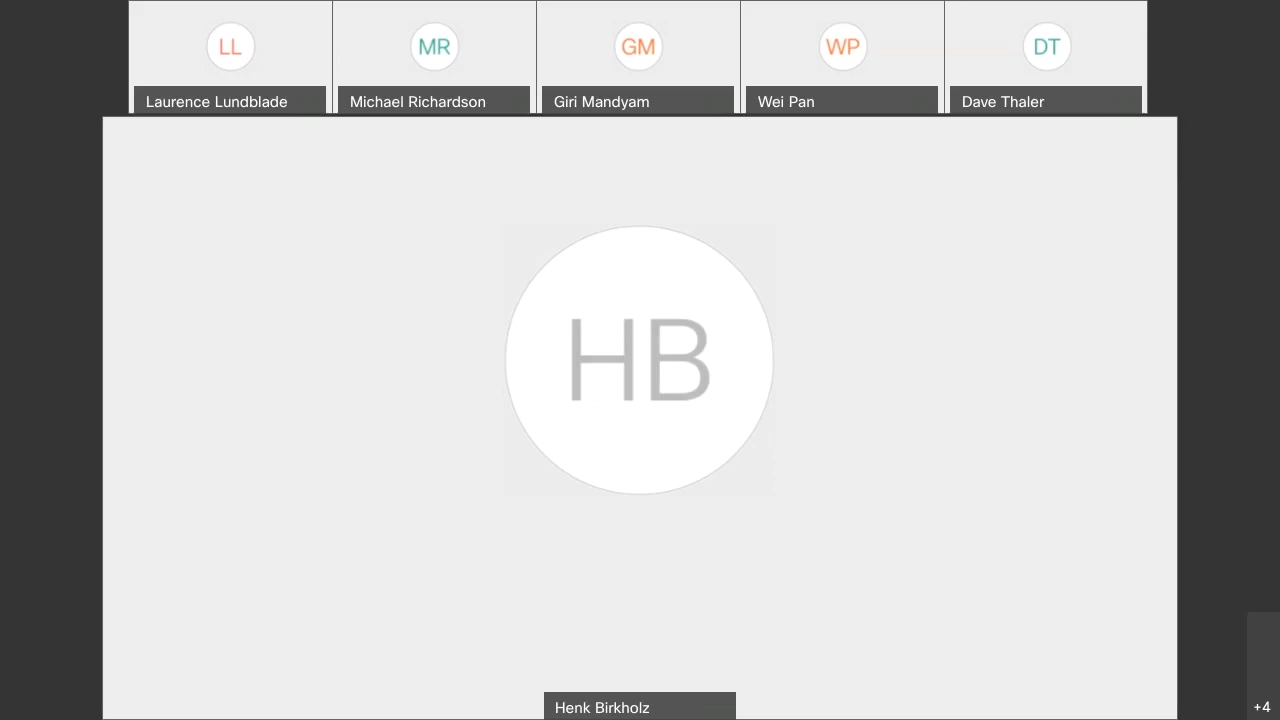 LL
MR
GM
WP
DT
Laurence Lundblade
Michael Richardson
Giri Mandyam
Wei Pan
Dave Thaler
HB
Henk Birkholz
+4